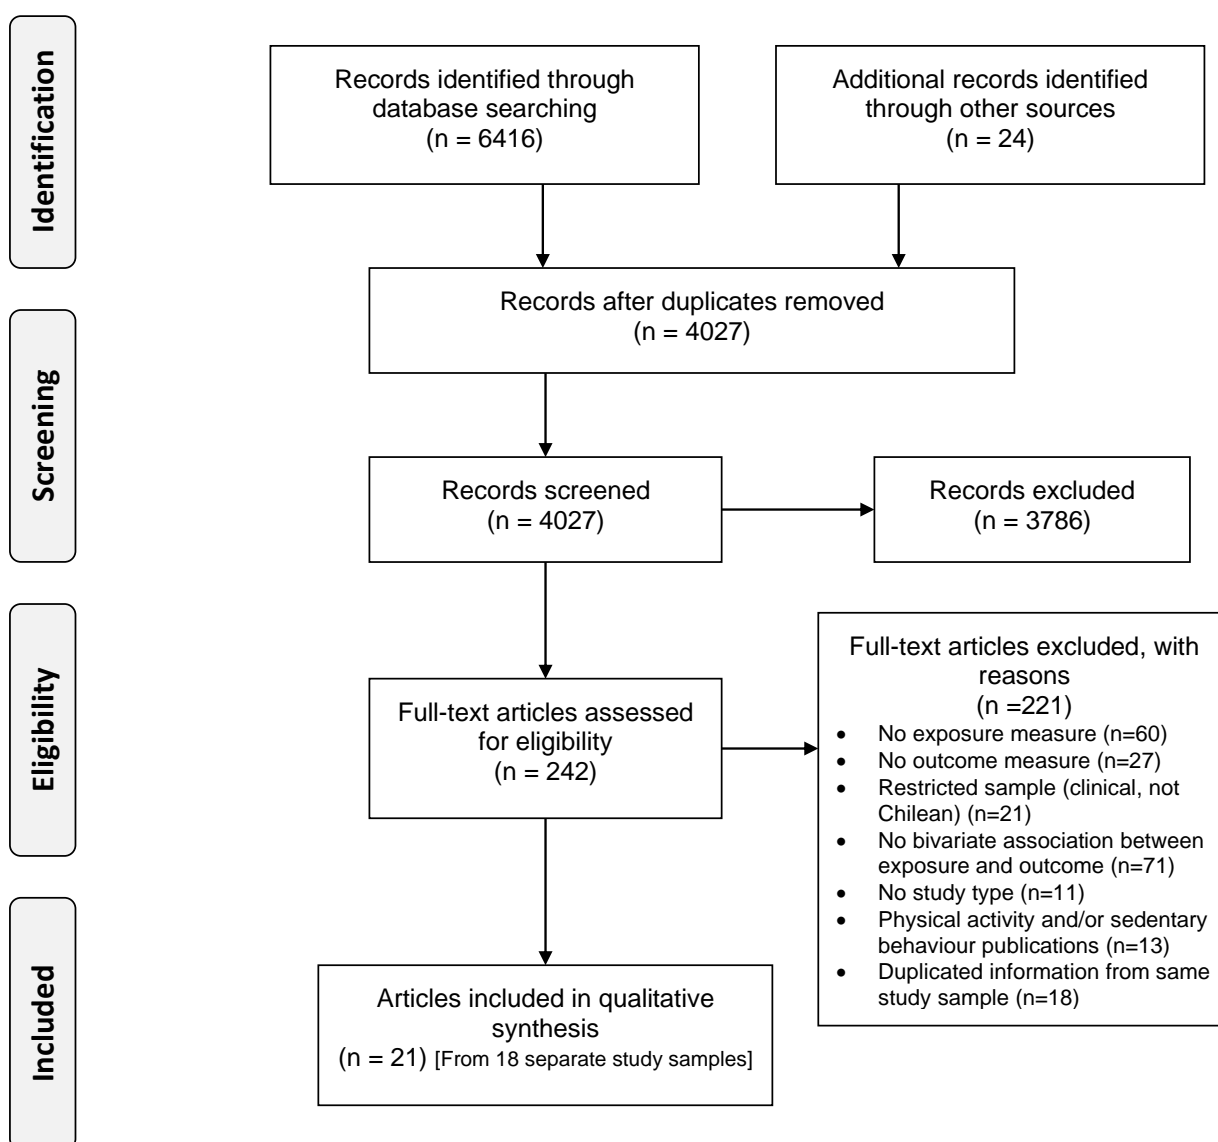 Identification
Records identified through
database searching
(n = 6416)
Additional records identified
through other sources
(n = 24)
Records after duplicates removed
(n = 4027)
Screening
Records screened
(n = 4027)
Records excluded
(n = 3786)
Eligibility
Full-text articles assessed
for eligibility
(n = 242)
Full-text articles excluded, with
reasons
(n =221)
• No exposure measure (n=60)
• No outcome measure (n=27)
• Restricted sample (clinical, not
Chilean) (n=21)
• No bivariate association between
exposure and outcome (n=71)
• No study type (n=11)
• Physical activity and/or sedentary
behaviour publications (n=13)
• Duplicated information from same
study sample (n=18)
Included
Articles included in qualitative
synthesis
(n = 21) [From 18 separate study samples]